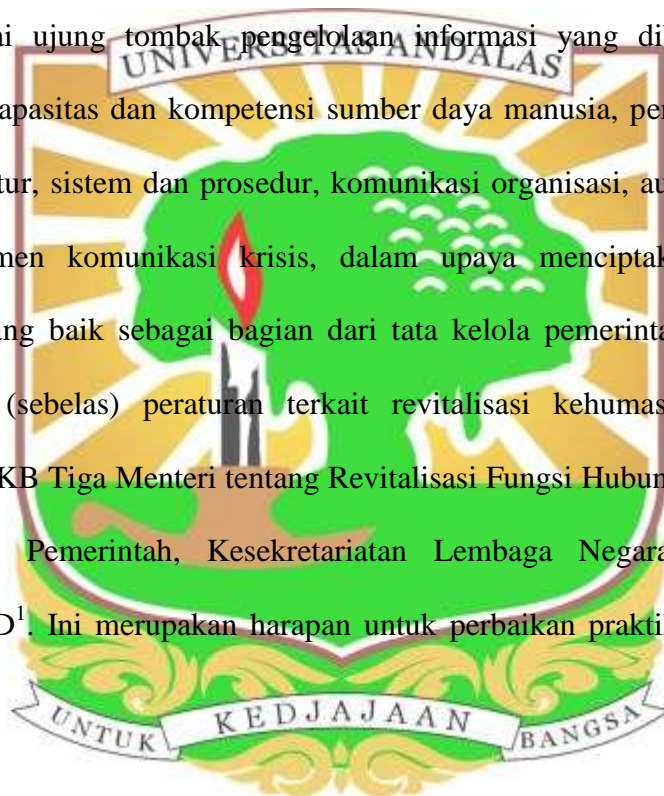 ai ujung tombak pengelolaan informasi yang di
UNIVERSITAS ANDALAS
apasitas dan kompetensi sumber daya manusia, per
tur, sistem dan prosedur, komunikasi organisasi, au
men komunikasi krisis, dalam upaya menciptak
ang baik sebagai bagian dari tata kelola pemerinta
(sebelas) peraturan terkait revitalisasi kehumas
KB Tiga Menteri tentang Revitalisasi Fungsi Hubun
Pemerintah, Kesekretariatan Lembaga Negara
D¹. Ini merupakan harapan untuk perbaikan prakti
UNTUK KEDJAJAAN BANGSA